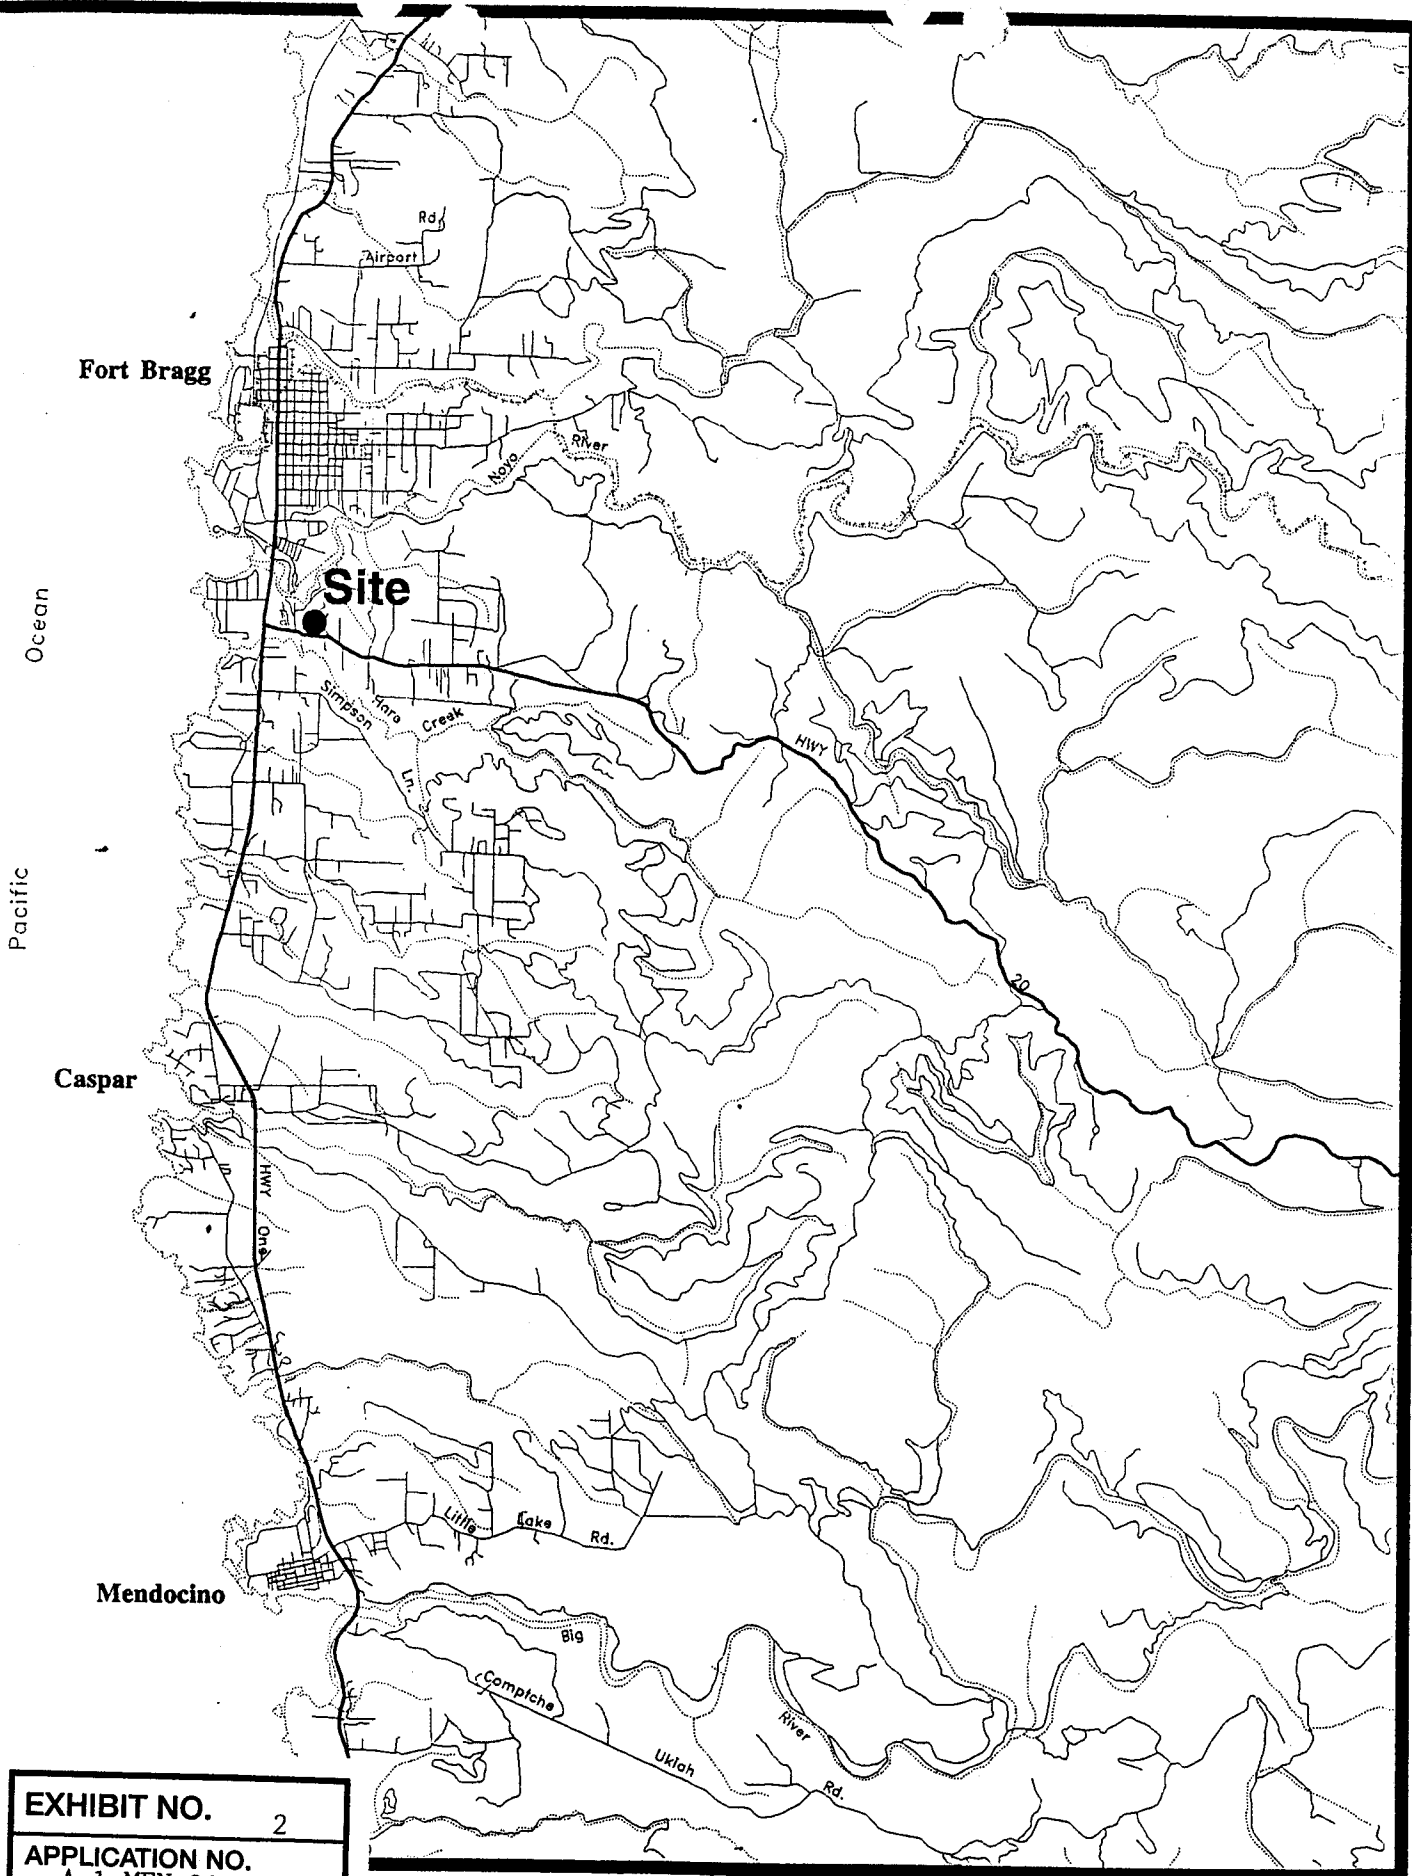 Rd.
Airport
Fort Bragg
Noyo River
Site
Ocean
Simpson Ln.
Hare Creek
HWY 20
Pacific
Caspar
HWY One
Little Lake Rd.
Mendocino
Big River
Comptche Ukiah Rd.
EXHIBIT NO. 2
APPLICATION NO.